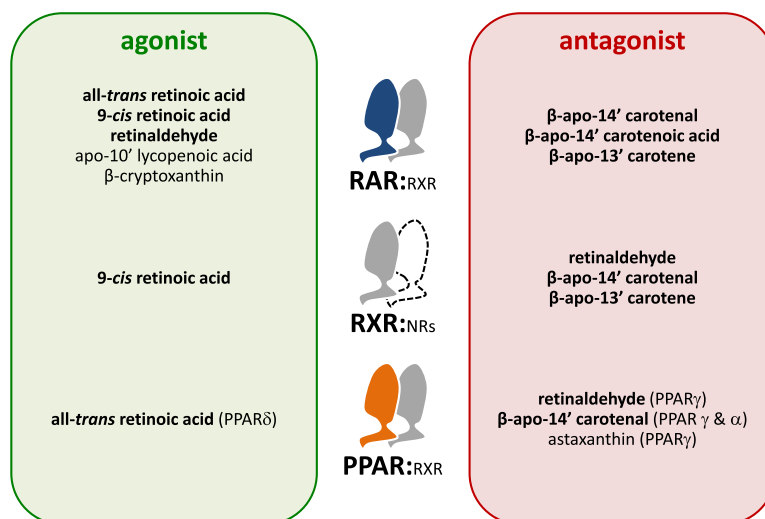 agonist
antagonist
all-trans retinoic acid
9-cis retinoic acid
retinaldehyde
apo-10’ lycopenoic acid
β-cryptoxanthin
RAR:RXR
β-apo-14’ carotenal
β-apo-14’ carotenoic acid
β-apo-13’ carotene
9-cis retinoic acid
RXR:NRs
retinaldehyde
β-apo-14’ carotenal
β-apo-13’ carotene
all-trans retinoic acid (PPARδ)
PPAR:RXR
retinaldehyde (PPARγ)
β-apo-14’ carotenal (PPAR γ & α)
astaxanthin (PPARγ)